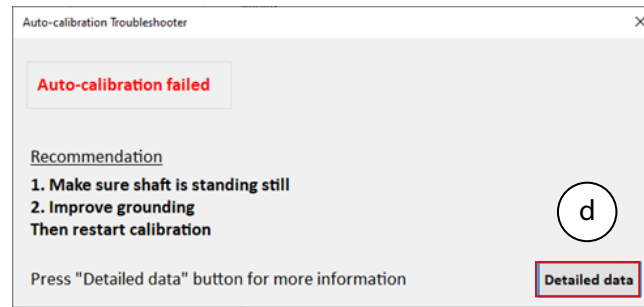 Auto-calibration Troubleshooter
Auto-calibration failed
Recommendation
1. Make sure shaft is standing still
2. Improve grounding
Then restart calibration
d
Press "Detailed data" button for more information
Detailed data